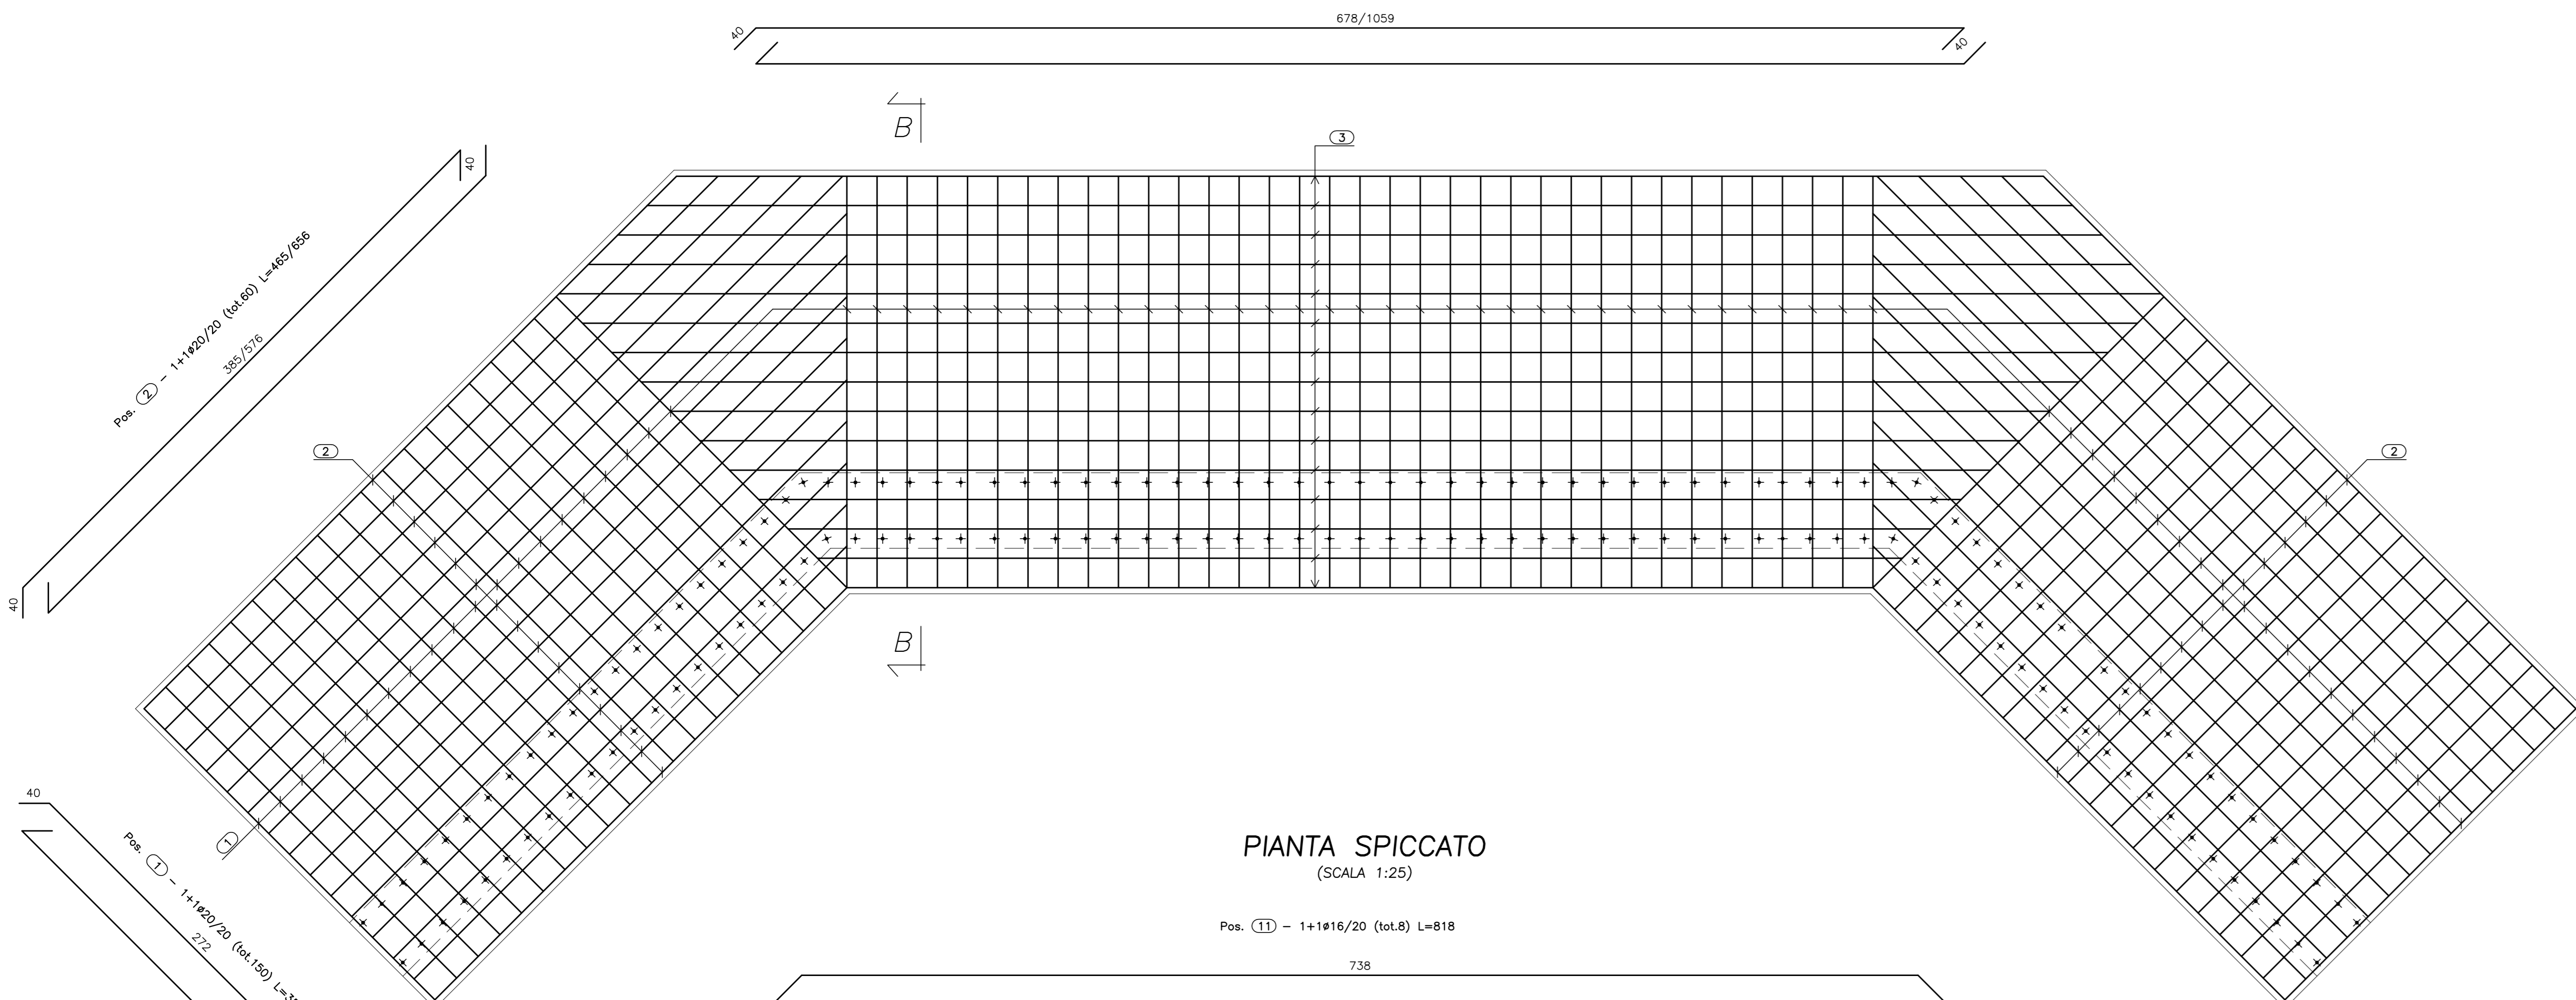 678/1059
40
40
B
3
40
Pos. 2 - 1+1ø20/20 (tot.60) L=465/656
385/576
2
2
40
B
40
1
Pos. 1 - 1+1ø20/20 (tot.150)
272
PIANTA SPICCATO
(SCALA 1:25)
Pos. 11 - 1+1ø16/20 (tot.8) L=818
738